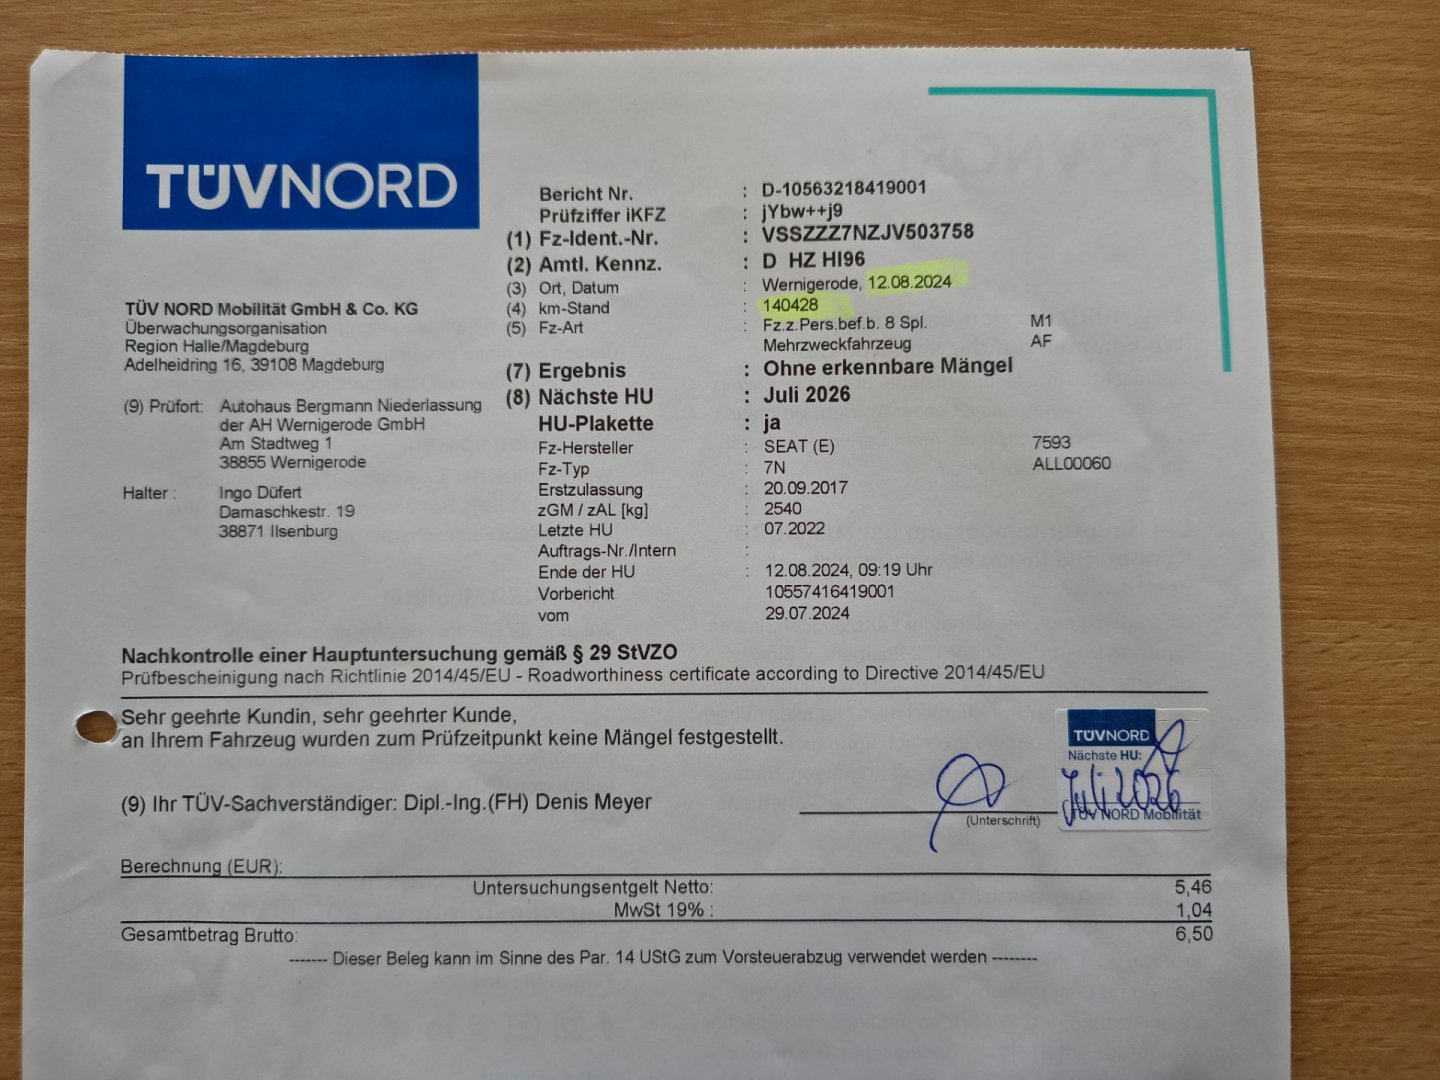 TÜVNORD
Bericht Nr. : D-10563218419001
Prüfziffer iKFZ : jYbw++j9
(1) Fz-Ident.-Nr. : VSSZZZ7NZJV503758
(2) Amtl. Kennz. : D HZ HI96
(3) Ort, Datum : Wernigerode, 12.08.2024
(4) km-Stand : 140428
(5) Fz-Art : Fz.z.Pers.bef.b. 8 Spl. M1
Mehrzweckfahrzeug AF
(7) Ergebnis : Ohne erkennbare Mängel
(8) Nächste HU : Juli 2026
HU-Plakette : ja
Fz-Hersteller : SEAT (E) 7593
Fz-Typ : 7N ALL00060
Erstzulassung : 20.09.2017
zGM / zAL [kg] : 2540
Letzte HU : 07.2022
Auftrags-Nr./Intern :
Ende der HU : 12.08.2024, 09:19 Uhr
Vorbericht 10557416419001
vom 29.07.2024
TÜV NORD Mobilität GmbH & Co. KG
Überwachungsorganisation
Region Halle/Magdeburg
Adelheidring 16, 39108 Magdeburg
(9) Prüfort: Autohaus Bergmann Niederlassung
der AH Wernigerode GmbH
Am Stadtweg 1
38855 Wernigerode
Halter : Ingo Düfert
Damaschkestr. 19
38871 Ilsenburg
Nachkontrolle einer Hauptuntersuchung gemäß § 29 StVZO
Prüfbescheinigung nach Richtlinie 2014/45/EU - Roadworthiness certificate according to Directive 2014/45/EU
Sehr geehrte Kundin, sehr geehrter Kunde,
an Ihrem Fahrzeug wurden zum Prüfzeitpunkt keine Mängel festgestellt.
(9) Ihr TÜV-Sachverständiger: Dipl.-Ing.(FH) Denis Meyer
(Unterschrift)
TÜVNORD
Nächste HU:
Juli 2026
TÜV NORD Mobilität
Berechnung (EUR):
Untersuchungsentgelt Netto: 5,46
MwSt 19% : 1,04
Gesamtbetrag Brutto: 6,50
------- Dieser Beleg kann im Sinne des Par. 14 UStG zum Vorsteuerabzug verwendet werden --------